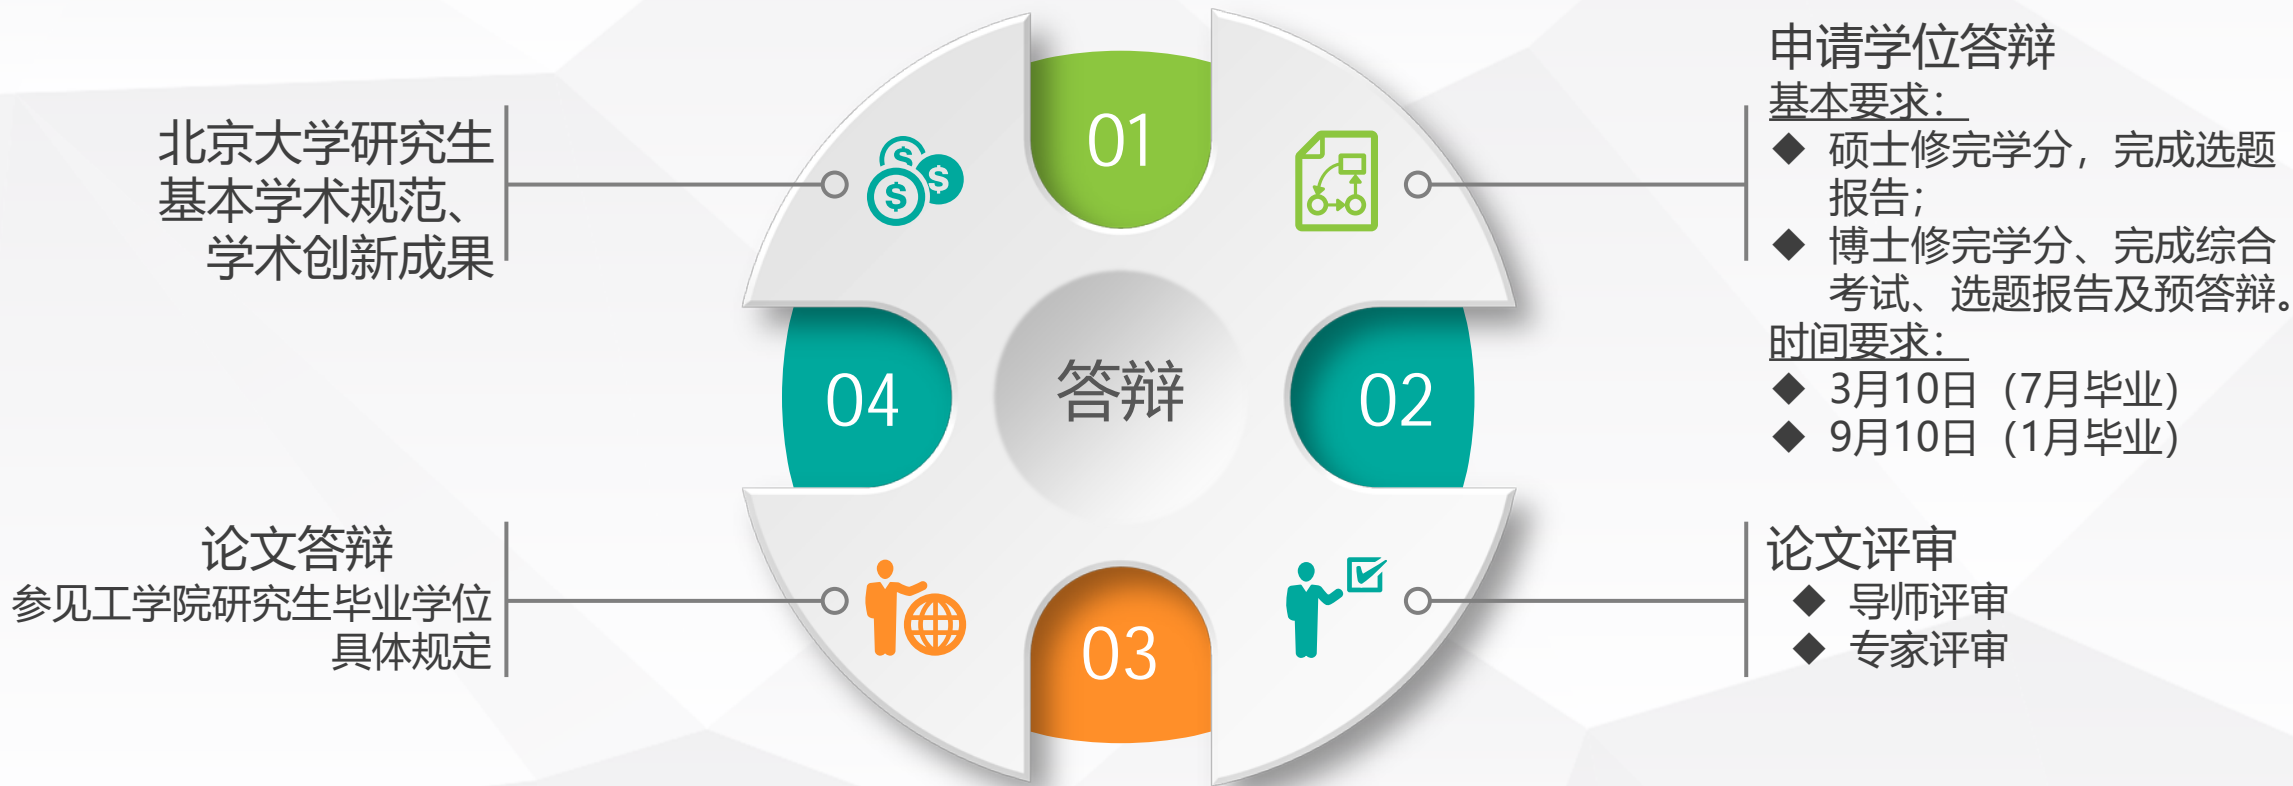 北京大学研究生
基本学术规范、
学术创新成果
01
申请学位答辩
基本要求：
◆ 硕士修完学分，完成选题
报告；
◆ 博士修完学分、完成综合
考试、选题报告及预答辩。
时间要求：
◆ 3月10日（7月毕业）
◆ 9月10日（1月毕业）
04
答辩
02
论文答辩
参见工学院研究生毕业学位
具体规定
03
论文评审
◆ 导师评审
◆ 专家评审